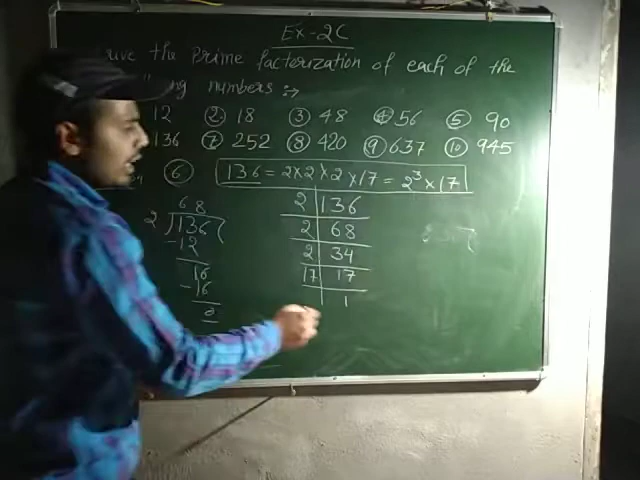 Ex-2C
the Prime factorization of each of the
numbers :→
12 ② 18 ③ 48 ④ 56 ⑤ 90
136 ⑦ 252 ⑧ 420 ⑨ 637 ⑩ 945
⑥ 136 = 2×2×2×17 = 2³×17
68
2)136(
-12
16
-16
0
2 | 136
2 | 68
2 | 34
17 | 17
1